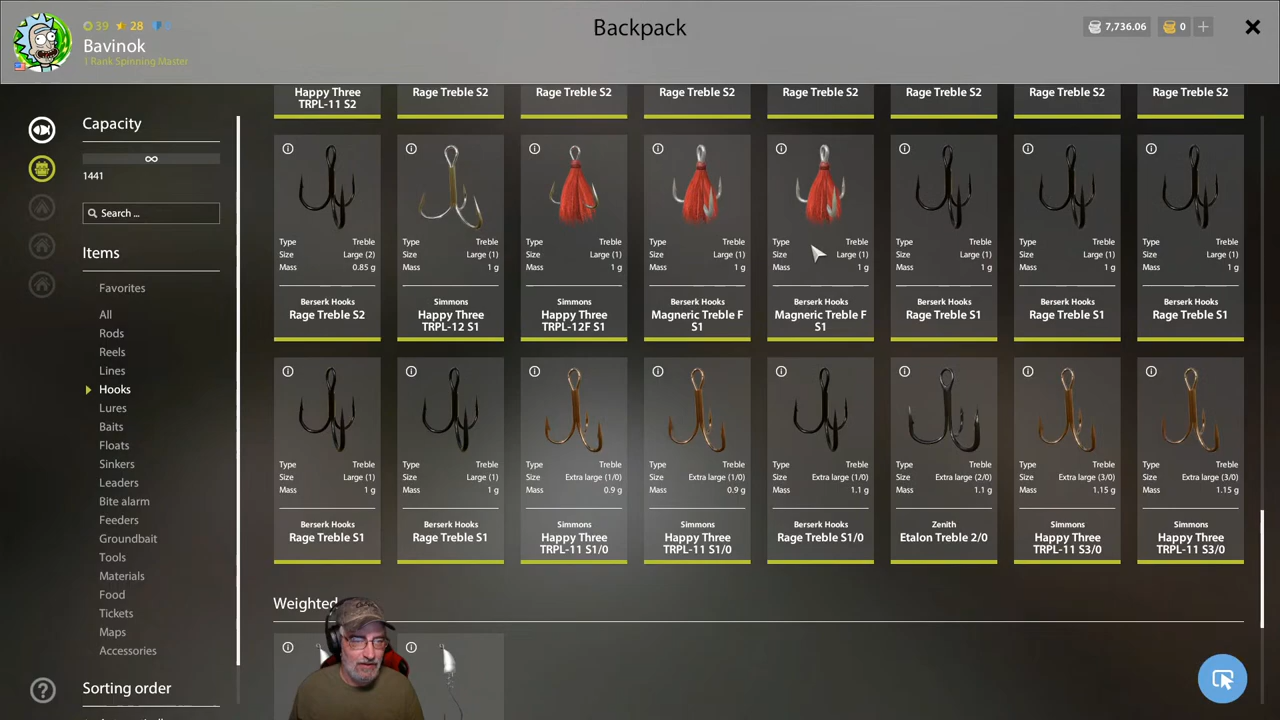 39 28
Backpack
7,736.06 0
Bavinok
1 Rank Spinning Master
Happy Three TRPL-11 S2
Rage Treble S2
Rage Treble S2
Rage Treble S2
Rage Treble S2
Rage Treble S2
Rage Treble S2
Rage Treble S2
Capacity
∞
1441
Search ...
Items
Favorites
All
Rods
Reels
Lines
Hooks
Lures
Baits
Floats
Sinkers
Leaders
Bite alarm
Feeders
Groundbait
Tools
Materials
Food
Tickets
Maps
Accessories
Sorting order
Type Treble
Size Large (2)
Mass 0.85 g
Berserk Hooks
Rage Treble S2
Type Treble
Size Large (1)
Mass 1 g
Simmons
Happy Three
TRPL-12 S1
Type Treble
Size Large (1)
Mass 1 g
Simmons
Happy Three
TRPL-12F S1
Type Treble
Size Large (1)
Mass 1 g
Berserk Hooks
Magneric Treble F
S1
Type Treble
Size Large (1)
Mass 1 g
Berserk Hooks
Magneric Treble F
S1
Type Treble
Size Large (1)
Mass 1 g
Berserk Hooks
Rage Treble S1
Type Treble
Size Large (1)
Mass 1 g
Berserk Hooks
Rage Treble S1
Type Treble
Size Large (1)
Mass 1 g
Berserk Hooks
Rage Treble S1
Type Treble
Size Large (1)
Mass 1 g
Berserk Hooks
Rage Treble S1
Type Treble
Size Large (1)
Mass 1 g
Berserk Hooks
Rage Treble S1
Type Treble
Size Extra large (1/0)
Mass 0.9 g
Simmons
Happy Three
TRPL-11 S1/0
Type Treble
Size Extra large (1/0)
Mass 0.9 g
Simmons
Happy Three
TRPL-11 S1/0
Type Treble
Size Extra large (1/0)
Mass 1.1 g
Berserk Hooks
Rage Treble S1/0
Type Treble
Size Extra large (2/0)
Mass 1.1 g
Zenith
Etalon Treble 2/0
Type Treble
Size Extra large (3/0)
Mass 1.15 g
Simmons
Happy Three
TRPL-11 S3/0
Type Treble
Size Extra large (3/0)
Mass 1.15 g
Simmons
Happy Three
TRPL-11 S3/0
Weighted